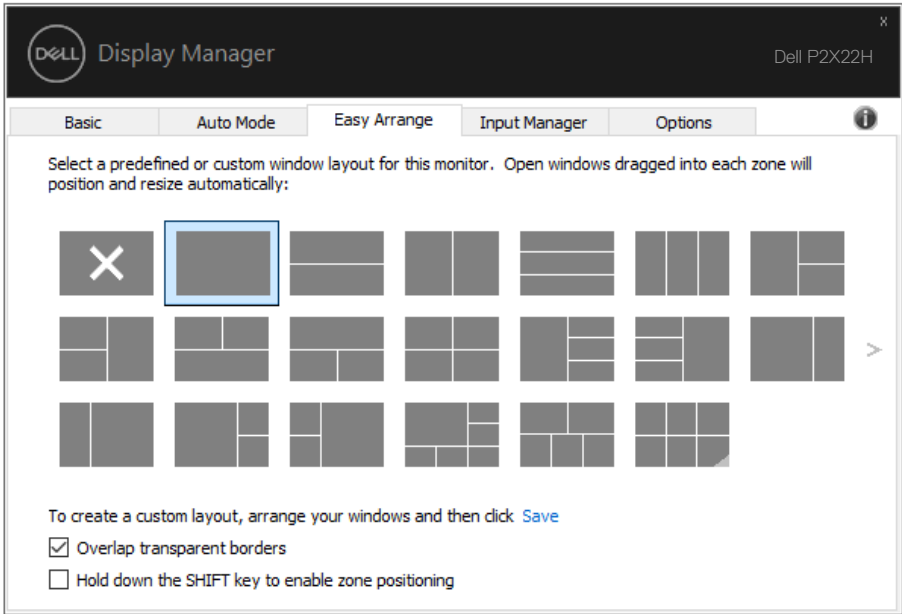 X
DELL Display Manager
Dell P2X22H
Basic Auto Mode Easy Arrange Input Manager Options i
Select a predefined or custom window layout for this monitor. Open windows dragged into each zone will
position and resize automatically:
>
To create a custom layout, arrange your windows and then click Save
Overlap transparent borders
Hold down the SHIFT key to enable zone positioning